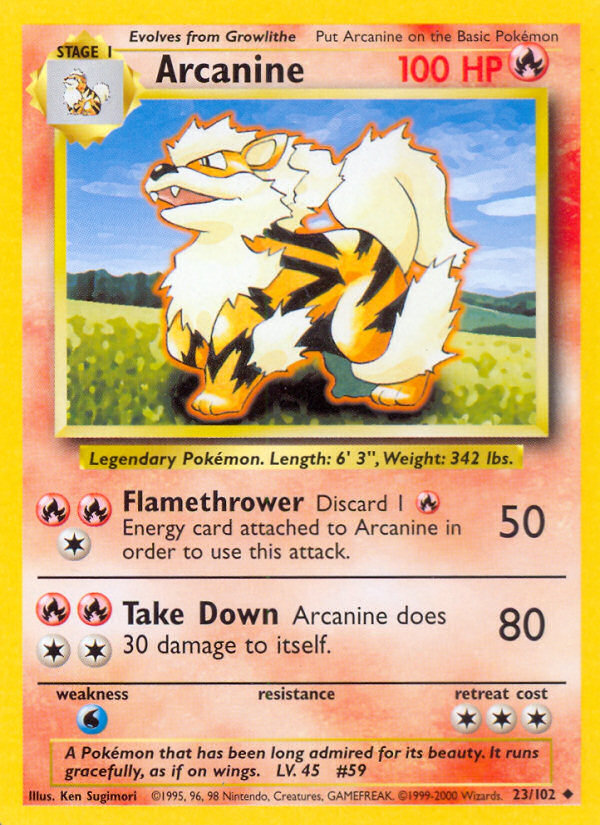 Evolves from Growlithe Put Arcanine on the Basic Pokémon
STAGE I
Arcanine 100 HP
Legendary Pokémon. Length: 6' 3", Weight: 342 lbs.
Flamethrower Discard 1
Energy card attached to Arcanine in
order to use this attack.
50
Take Down Arcanine does
30 damage to itself.
80
weakness resistance retreat cost
A Pokémon that has been long admired for its beauty. It runs
gracefully, as if on wings. LV. 45 #59
Illus. Ken Sugimori ©1995, 96, 98 Nintendo, Creatures, GAMEFREAK. ©1999-2000 Wizards. 23/102